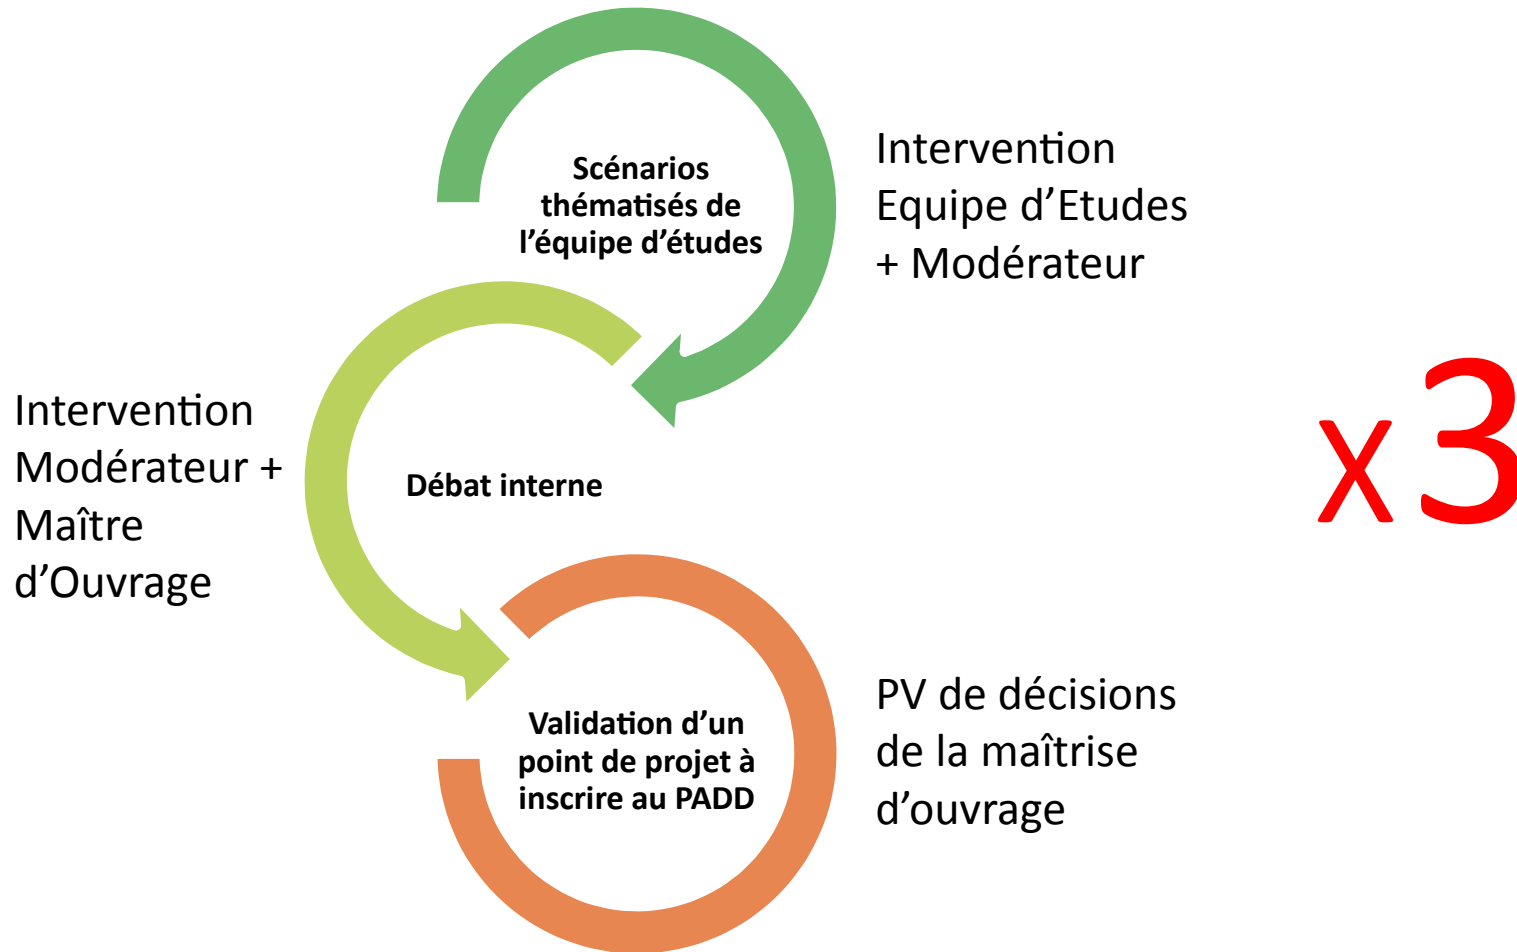 Scénarios
thématisés de
l’équipe d’études
Intervention
Equipe d’Etudes
+ Modérateur
Intervention
Modérateur +
Maître
d’Ouvrage
Débat interne
x3
Validation d’un
point de projet à
inscrire au PADD
PV de décisions
de la maîtrise
d’ouvrage